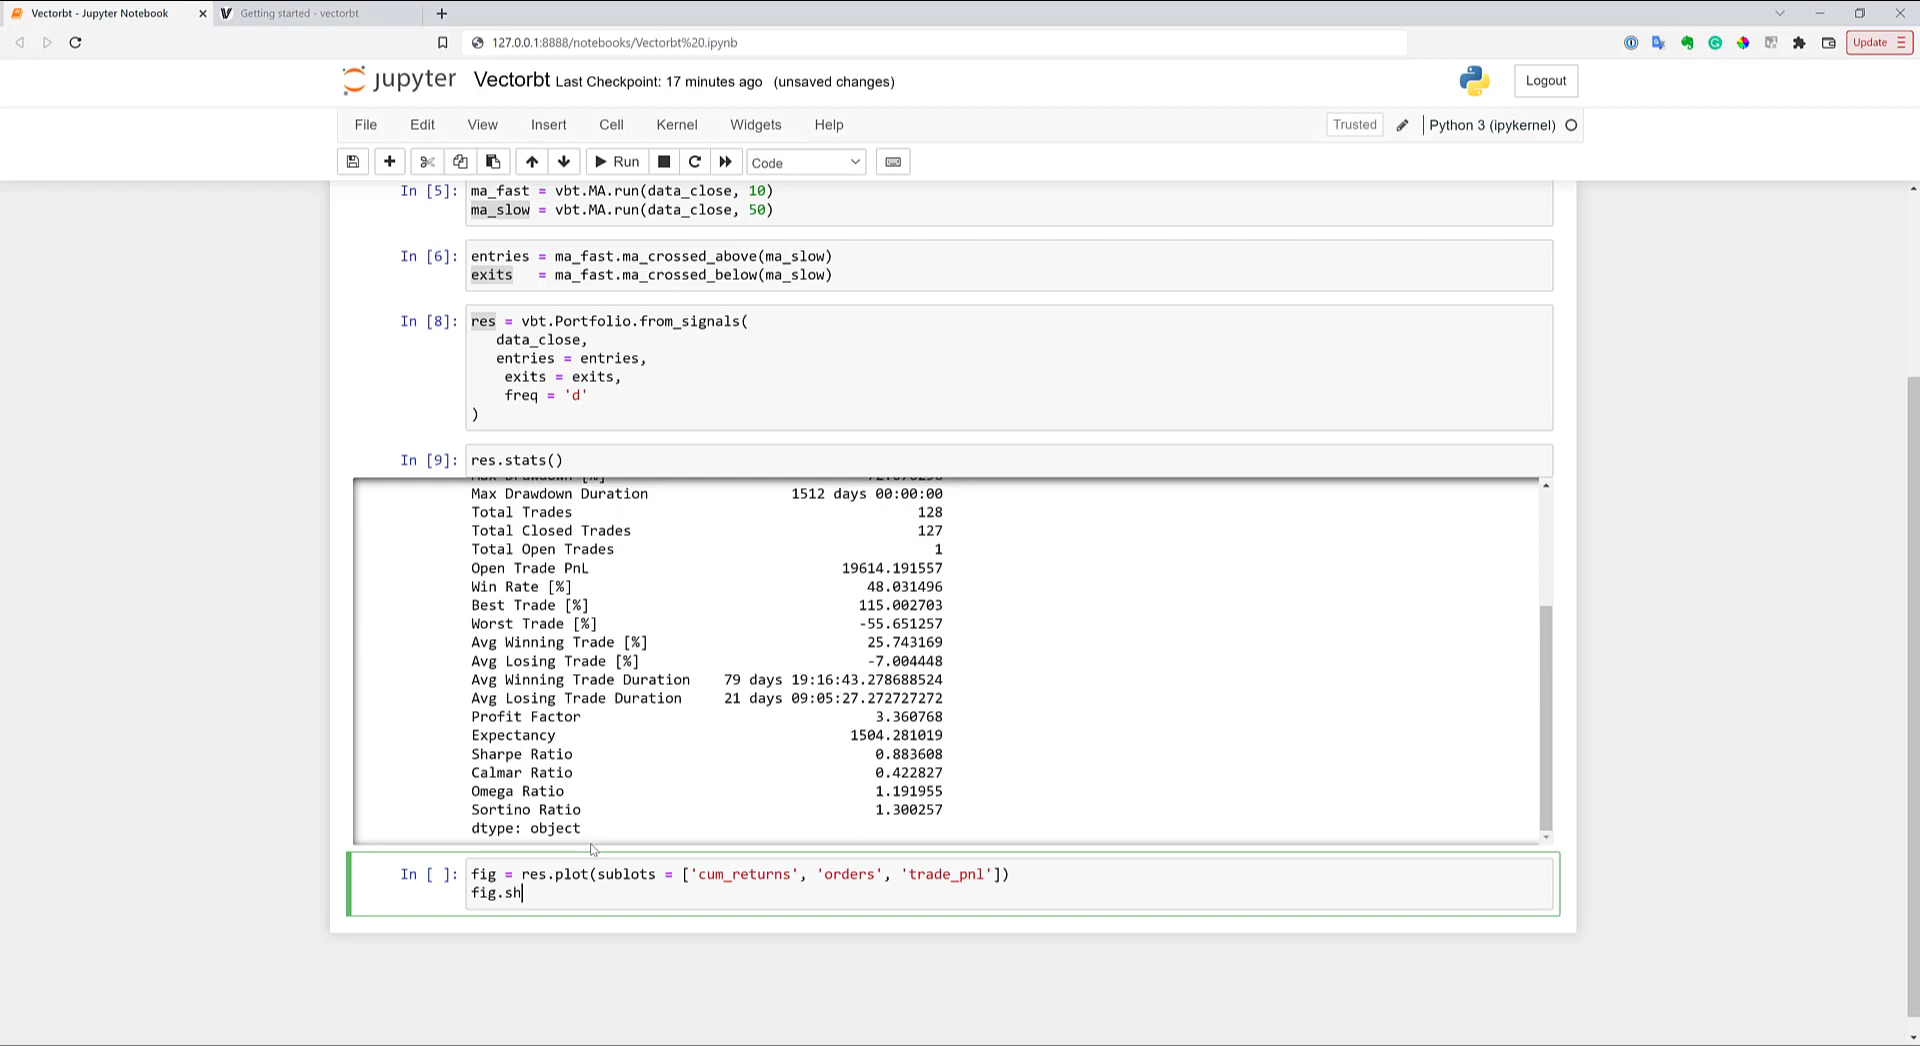 Vectorbt - Jupyter Notebook
Getting started - vectorbt
127.0.0.1:8888/notebooks/Vectorbt%20.ipynb
Update
jupyter Vectorbt Last Checkpoint: 17 minutes ago (unsaved changes)
Logout
File Edit View Insert Cell Kernel Widgets Help
Trusted
Python 3 (ipykernel)
Run
Code
In [5]: ma_fast = vbt.MA.run(data_close, 10)
ma_slow = vbt.MA.run(data_close, 50)
In [6]: entries = ma_fast.ma_crossed_above(ma_slow)
exits = ma_fast.ma_crossed_below(ma_slow)
In [8]: res = vbt.Portfolio.from_signals(
data_close,
entries = entries,
exits = exits,
freq = 'd'
)
In [9]: res.stats()
Max Drawdown Duration 1512 days 00:00:00
Total Trades 128
Total Closed Trades 127
Total Open Trades 1
Open Trade PnL 19614.191557
Win Rate [%] 48.031496
Best Trade [%] 115.002703
Worst Trade [%] -55.651257
Avg Winning Trade [%] 25.743169
Avg Losing Trade [%] -7.004448
Avg Winning Trade Duration 79 days 19:16:43.278688524
Avg Losing Trade Duration 21 days 09:05:27.272727272
Profit Factor 3.360768
Expectancy 1504.281019
Sharpe Ratio 0.883608
Calmar Ratio 0.422827
Omega Ratio 1.191955
Sortino Ratio 1.300257
dtype: object
In [ ]: fig = res.plot(sublots = ['cum_returns', 'orders', 'trade_pnl'])
fig.sh